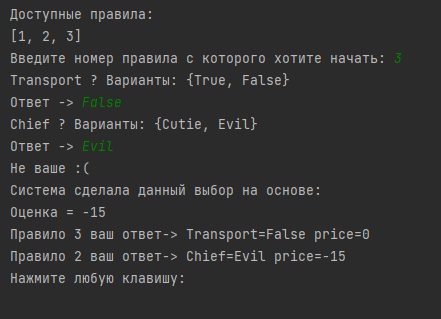 Доступные правила:
[1, 2, 3]
Введите номер правила с которого хотите начать: 3
Transport ? Варианты: {True, False}
Ответ -> False
Chief ? Варианты: {Cutie, Evil}
Ответ -> Evil
Не ваше :(
Система сделала данный выбор на основе:
Оценка = -15
Правило 3 ваш ответ-> Transport=False price=0
Правило 2 ваш ответ-> Chief=Evil price=-15
Нажмите любую клавишу: